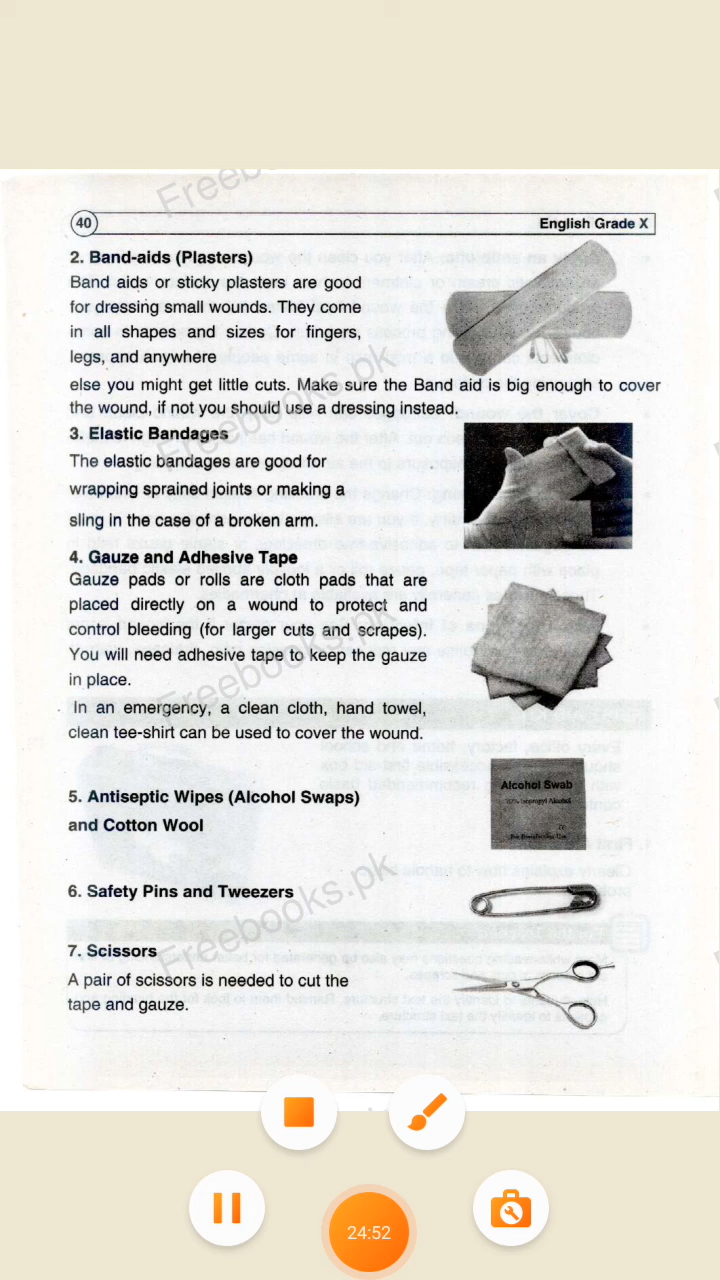 Freebo
40
English Grade X
2. Band-aids (Plasters)
Band aids or sticky plasters are good
for dressing small wounds. They come
in all shapes and sizes for fingers,
legs, and anywhere
else you might get little cuts. Make sure the Band aid is big enough to cover
the wound, if not you should use a dressing instead.
Freebooks.pk
3. Elastic Bandages
The elastic bandages are good for
wrapping sprained joints or making a
sling in the case of a broken arm.
4. Gauze and Adhesive Tape
Gauze pads or rolls are cloth pads that are
placed directly on a wound to protect and
control bleeding (for larger cuts and scrapes).
You will need adhesive tape to keep the gauze
in place.
Freebooks.pk
In an emergency, a clean cloth, hand towel,
clean tee-shirt can be used to cover the wound.
5. Antiseptic Wipes (Alcohol Swaps)
and Cotton Wool
Alcohol Swab
70% Isopropyl Alcohol
6. Safety Pins and Tweezers
Freebooks.pk
7. Scissors
A pair of scissors is needed to cut the
tape and gauze.
24:52